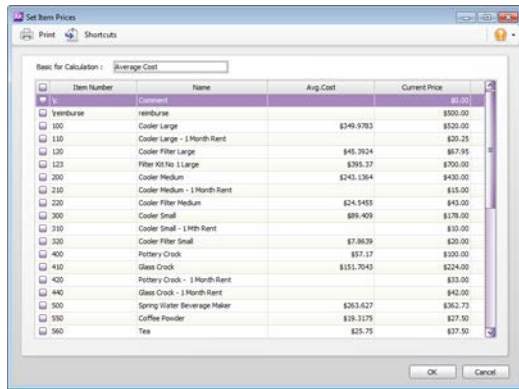 Set Item Prices
Print Shortcuts
Basic for Calculation : Average Cost
Item Number Name Avg.Cost Current Price
\c Comment $0.00
\reimburse reimburse $500.00
100 Cooler Large $349.9783 $520.00
110 Cooler Large - 1 Month Rent $20.25
120 Cooler Filter Large $45.3924 $67.95
123 Filter Kit No 1 Large $395.37 $700.00
200 Cooler Medium $243.1364 $430.00
210 Cooler Medium - 1 Month Rent $15.00
220 Cooler Filter Medium $24.5455 $43.00
300 Cooler Small $89.409 $178.00
310 Cooler Small - 1 Mth Rent $10.00
320 Cooler Filter Small $7.8639 $20.00
400 Pottery Crock $57.17 $100.00
410 Glass Crock $151.7043 $224.00
420 Pottery Crock - 1 Month Rent $33.00
440 Glass Crock - 1 Month Rent $42.00
500 Spring Water Beverage Maker $263.627 $362.73
550 Coffee Powder $19.3175 $27.50
560 Tea $25.75 $37.50
OK Cancel